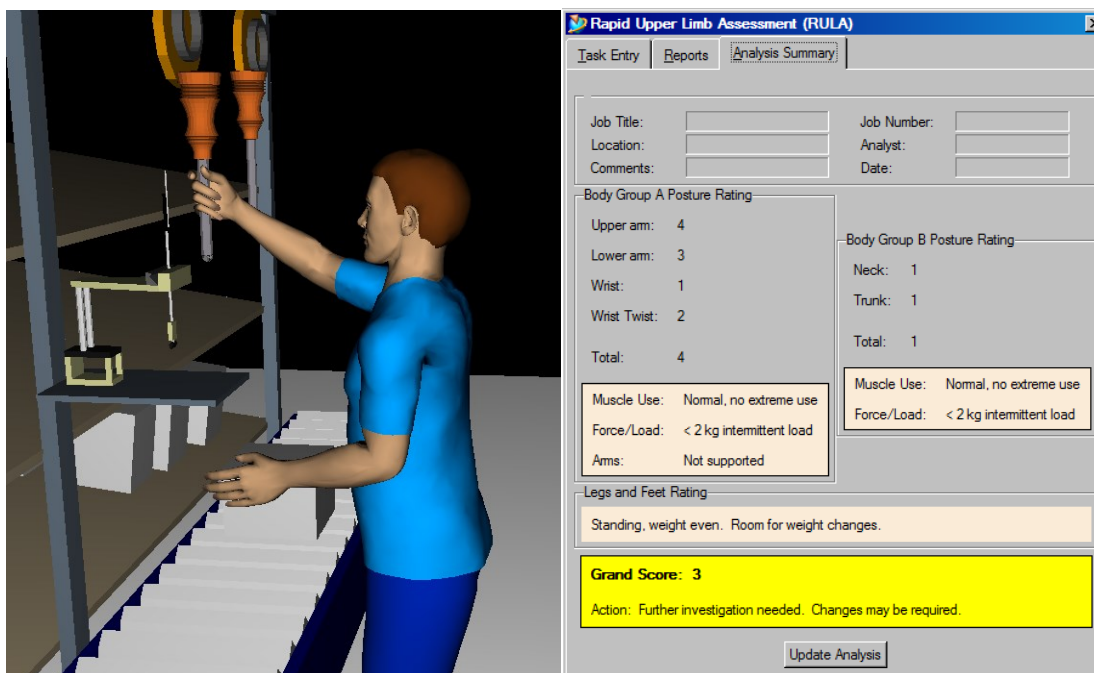 Rapid Upper Limb Assessment (RULA)
Task Entry Reports Analysis Summary
Job Title: Job Number:
Location: Analyst:
Comments: Date:
Body Group A Posture Rating
Upper arm: 4
Lower arm: 3
Wrist: 1
Wrist Twist: 2
Total: 4
Muscle Use: Normal, no extreme use
Force/Load: < 2 kg intermittent load
Arms: Not supported
Body Group B Posture Rating
Neck: 1
Trunk: 1
Total: 1
Muscle Use: Normal, no extreme use
Force/Load: < 2 kg intermittent load
Legs and Feet Rating
Standing, weight even. Room for weight changes.
Grand Score: 3
Action: Further investigation needed. Changes may be required.
Update Analysis